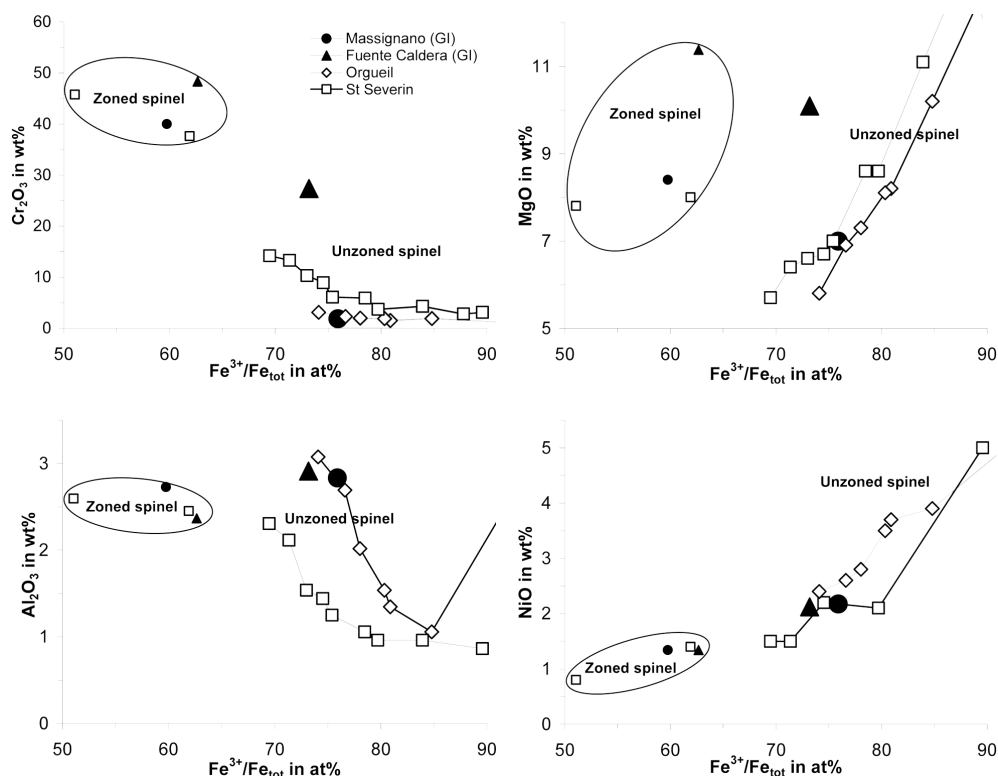 60
50
40
30
20
10
0
Cr₂O₃ in wt%
Zoned spinel
Unzoned spinel
Massignano (GI)
Fuente Caldera (GI)
Orgueil
St Severin
50 60 70 80 90
Fe³⁺/Fe_tot in at%
11
9
7
5
MgO in wt%
Zoned spinel
Unzoned spinel
50 60 70 80 90
Fe³⁺/Fe_tot in at%
3
2
1
0
Al₂O₃ in wt%
Zoned spinel
Unzoned spinel
50 60 70 80 90
Fe³⁺/Fe_tot in at%
5
4
3
2
1
0
NiO in wt%
Unzoned spinel
Zoned spinel
50 60 70 80 90
Fe³⁺/Fe_tot in at%